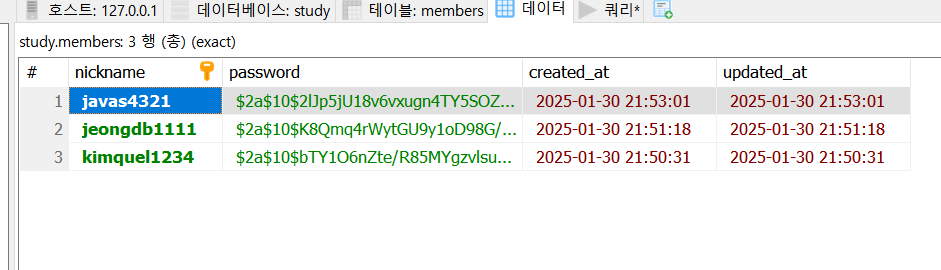 호스트: 127.0.0.1 데이터베이스: study 테이블: members 데이터 쿼리*
study.members: 3 행 (총) (exact)
# nickname password created_at updated_at
1 javas4321 $2a$10$2lJp5jU18v6vxugn4TY5SOZ... 2025-01-30 21:53:01 2025-01-30 21:53:01
2 jeongdb1111 $2a$10$K8Qmq4rWytGU9y1oD98G/... 2025-01-30 21:51:18 2025-01-30 21:51:18
3 kimquel1234 $2a$10$bTY1O6nZte/R85MYgzvlsu... 2025-01-30 21:50:31 2025-01-30 21:50:31